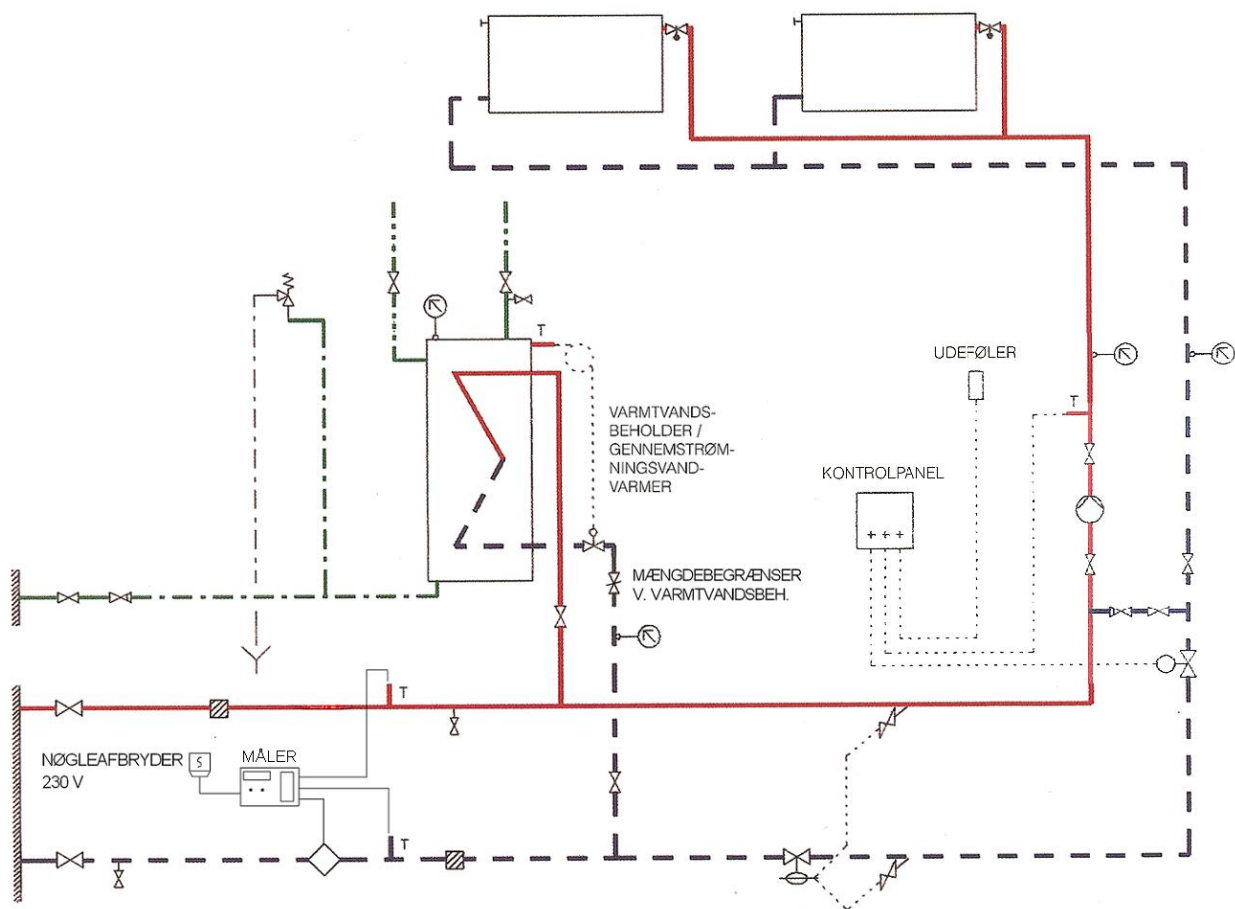 T
UDEFØLER
VARMTVANDS-
BEHOLDER /
GENNEMSTRØM-
NINGSVAND-
VARMER
T
KONTROLPANEL
+ + +
MÆNGDEBEGRÆNSER
V. VARMTVANDSBEH.
T
NØGLEAFBRYDER
230 V
S
MÅLER
T